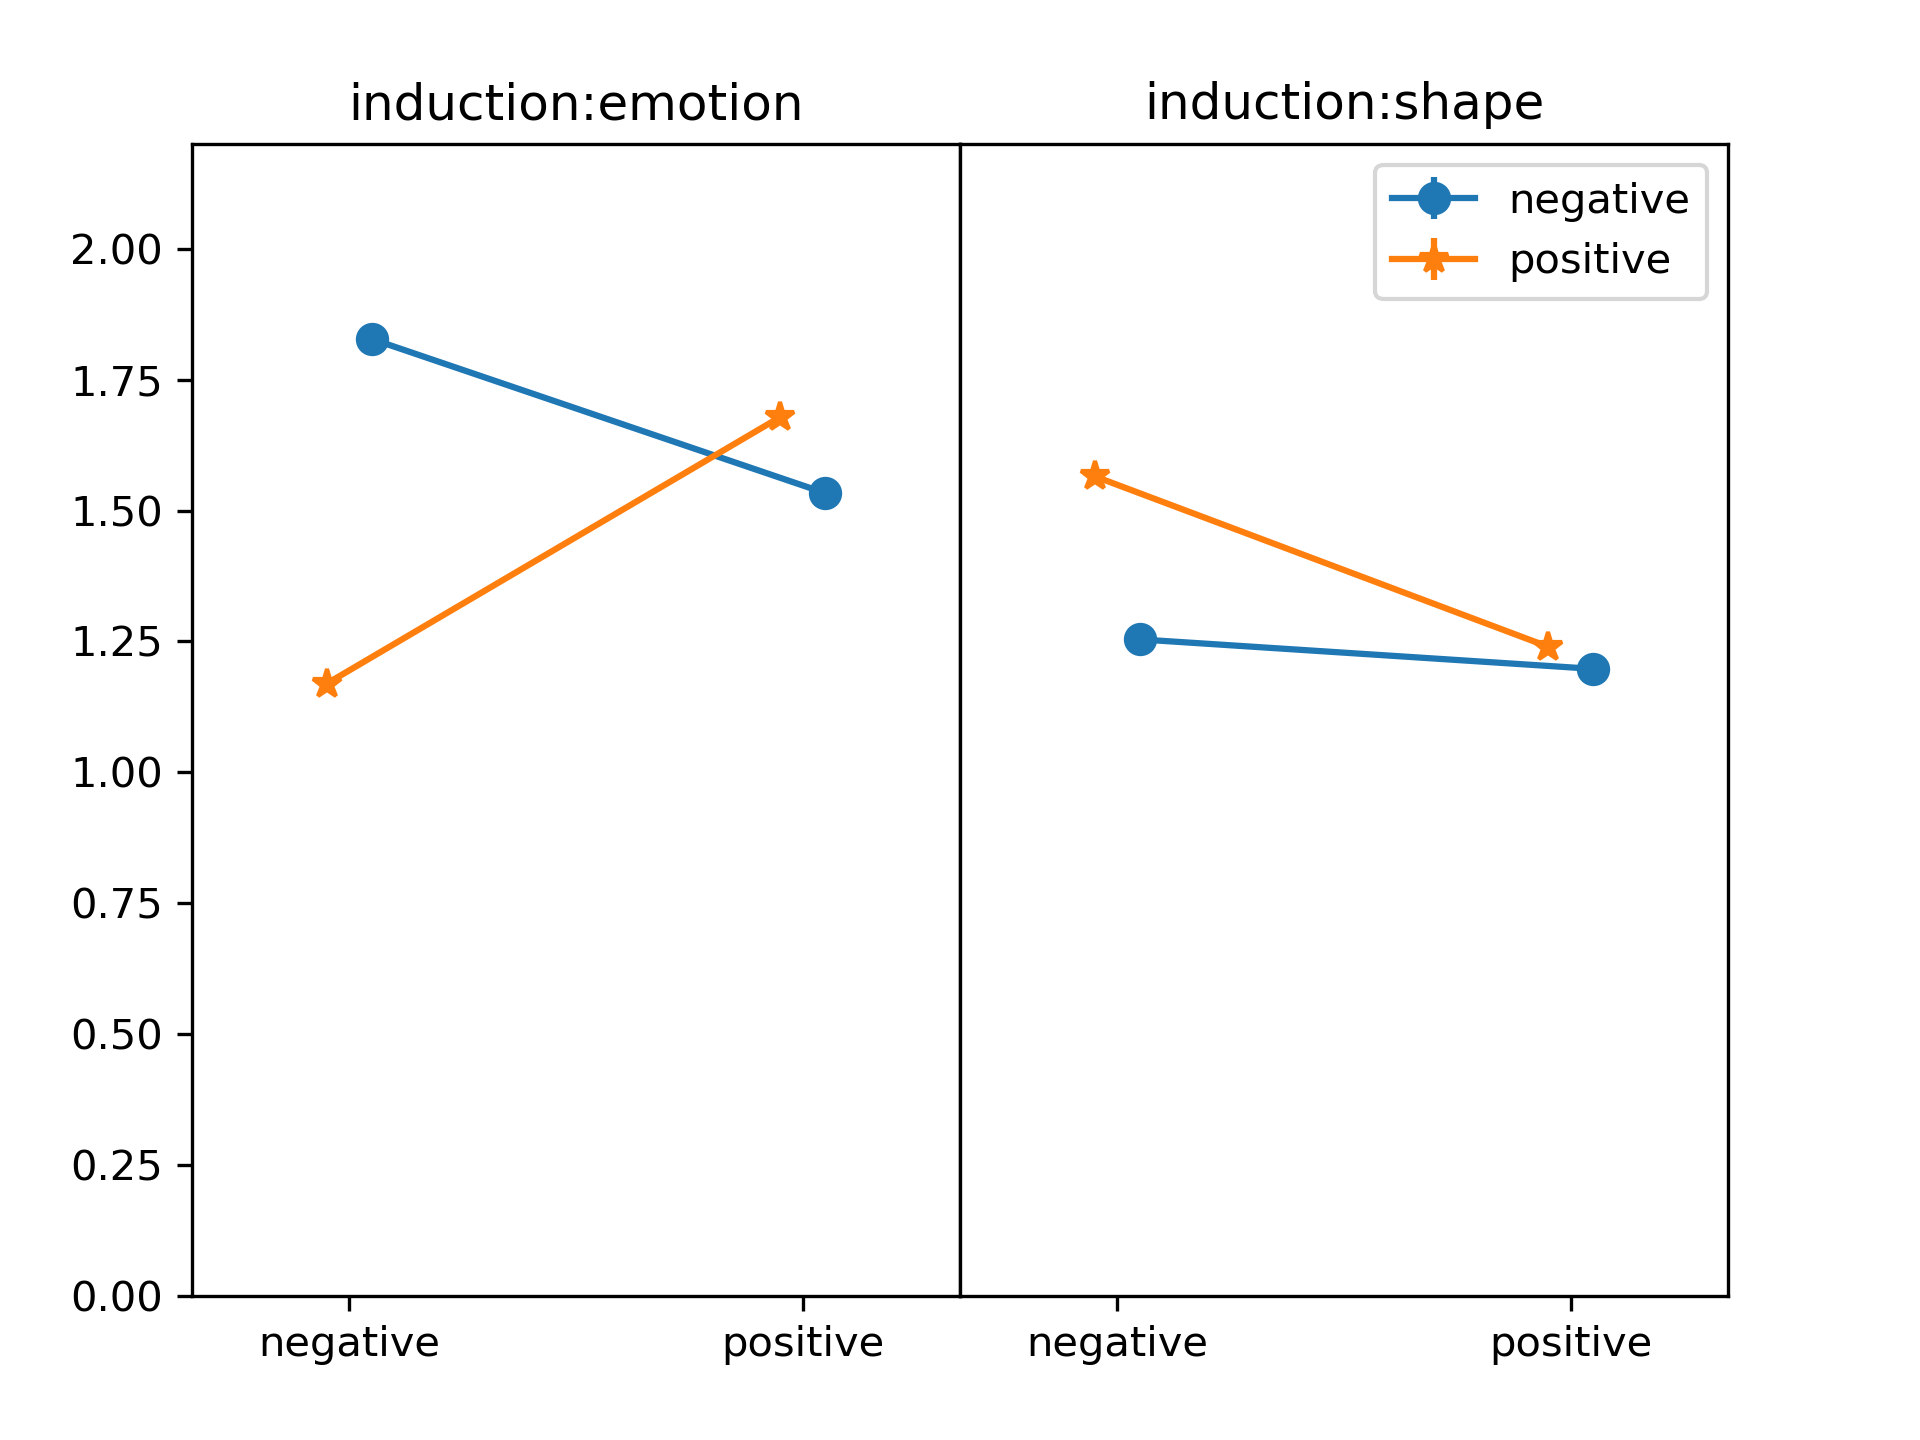 induction:emotion
induction:shape
negative
positive
2.00
1.75
1.50
1.25
1.00
0.75
0.50
0.25
0.00
negative
positive
negative
positive